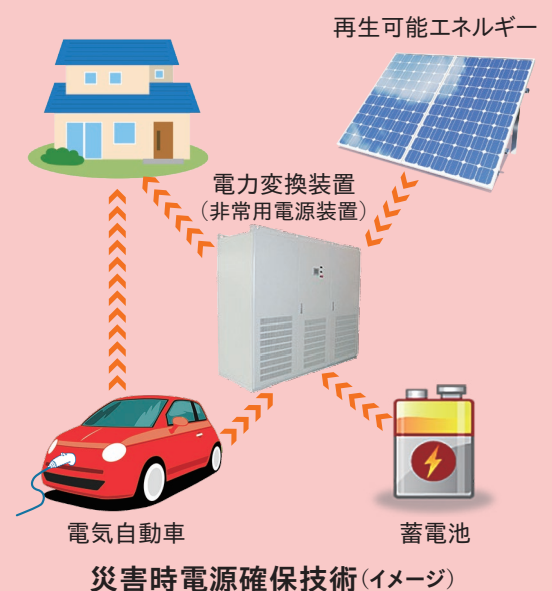 再生可能エネルギー
電力変換装置
（非常用電源装置）
電気自動車
蓄電池
災害時電源確保技術（イメージ）